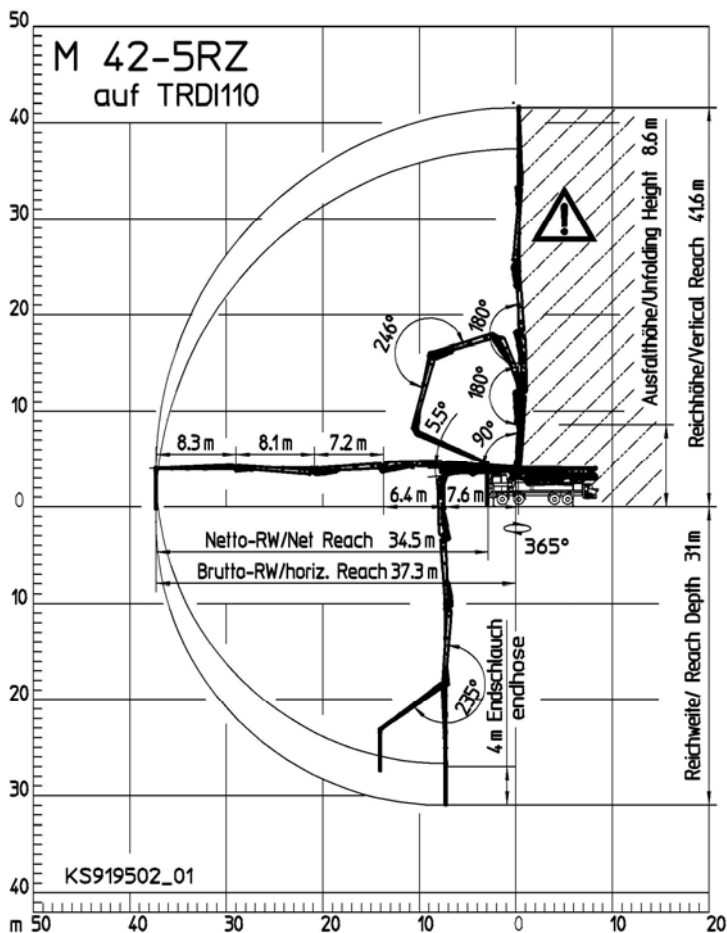 M 42-5RZ
auf TRDI110
50
40
30
20
10
0
10
20
30
40
m 50 40 30 20 10 0 10 20
Ausfalthöhe/Unfolding Height 8.6 m
Reichhöhe/Vertical Reach 41.6 m
246°
180°
180°
5.5°
90°
8.3 m 8.1 m 7.2 m
6.4 m 7.6 m
Netto-RW/Net Reach 34.5 m
365°
Brutto-RW/horiz. Reach 37.3 m
235°
4 m Endschlauch
endhose
Reichweite/ Reach Depth 31 m
KS919502_01